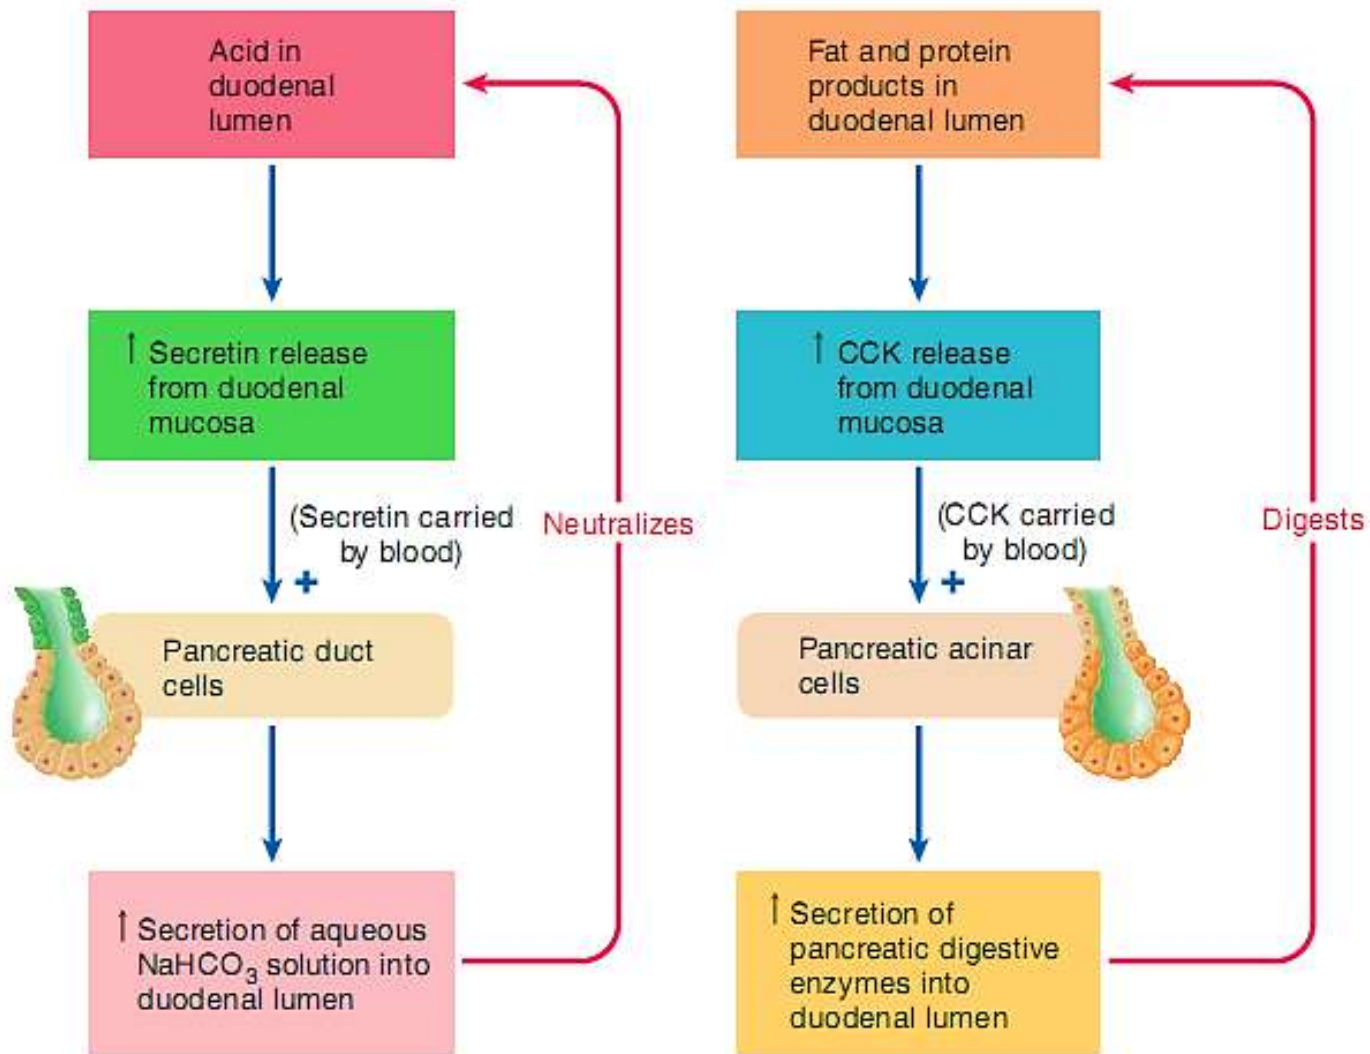 Acid in
duodenal
lumen
↑ Secretin release
from duodenal
mucosa
(Secretin carried
by blood)
+
Neutralizes
Pancreatic duct
cells
↑ Secretion of aqueous
NaHCO₃ solution into
duodenal lumen
Fat and protein
products in
duodenal lumen
↑ CCK release
from duodenal
mucosa
(CCK carried
by blood)
+
Digests
Pancreatic acinar
cells
↑ Secretion of
pancreatic digestive
enzymes into
duodenal lumen